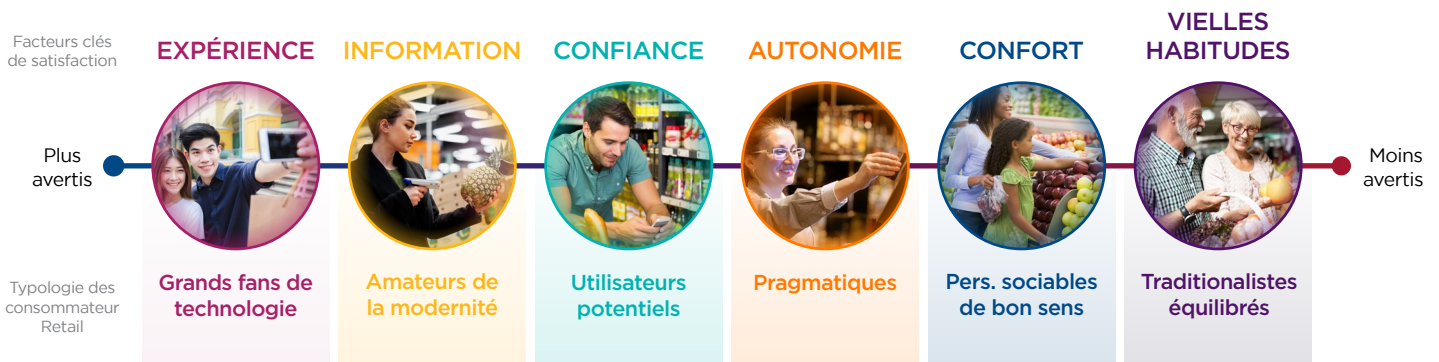 Facteurs clés
de satisfaction
EXPÉRIENCE
INFORMATION
CONFIANCE
AUTONOMIE
CONFORT
VIELLES
HABITUDES
Plus
avertis
Moins
avertis
Typologie des
consommateur
Retail
Grands fans de
technologie
Amateurs de
la modernité
Utilisateurs
potentiels
Pragmatiques
Pers. sociables
de bon sens
Traditionalistes
équilibrés